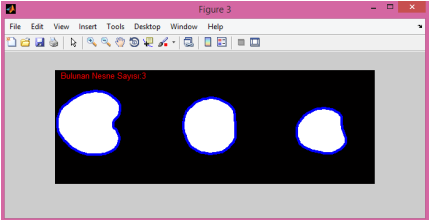 Figure 3
File Edit View Insert Tools Desktop Window Help
Bulunan Nesne Sayisi:3